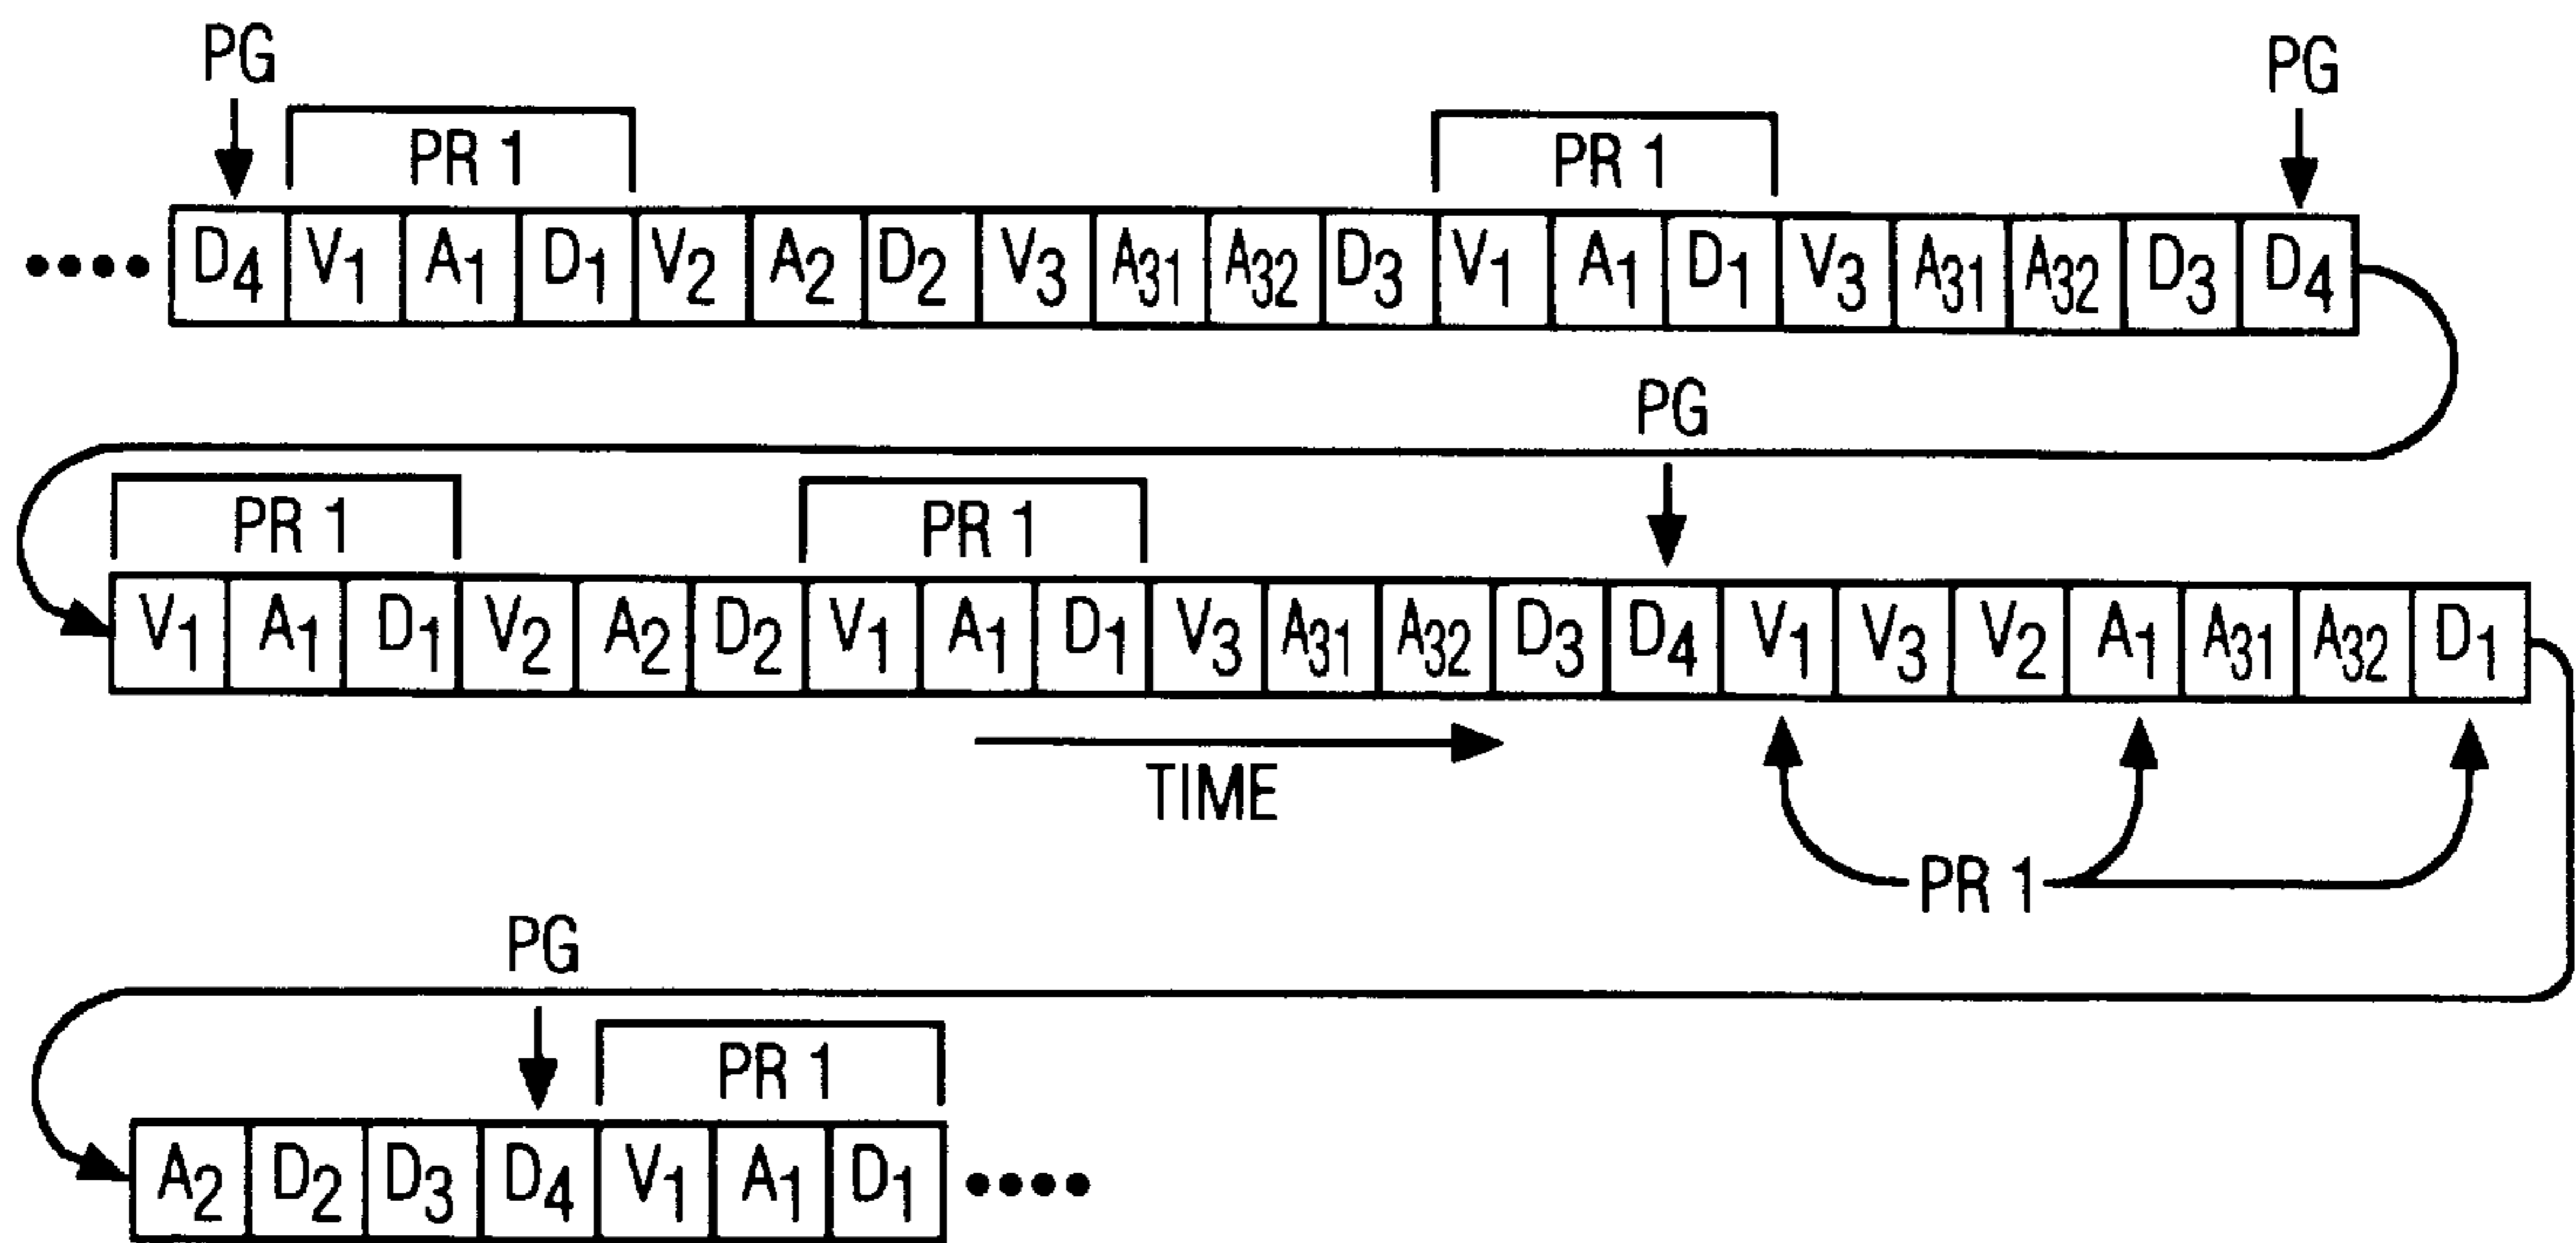 PG PG
PR 1 PR 1
D4 V1 A1 D1 V2 A2 D2 V3 A31 A32 D3 V1 A1 D1 V3 A31 A32 D3 D4
PG
PR 1 PR 1
V1 A1 D1 V2 A2 D2 V1 A1 D1 V3 A31 A32 D3 D4 V1 V3 V2 A1 A31 A32 D1
TIME
PR 1
PG
PR 1
A2 D2 D3 D4 V1 A1 D1